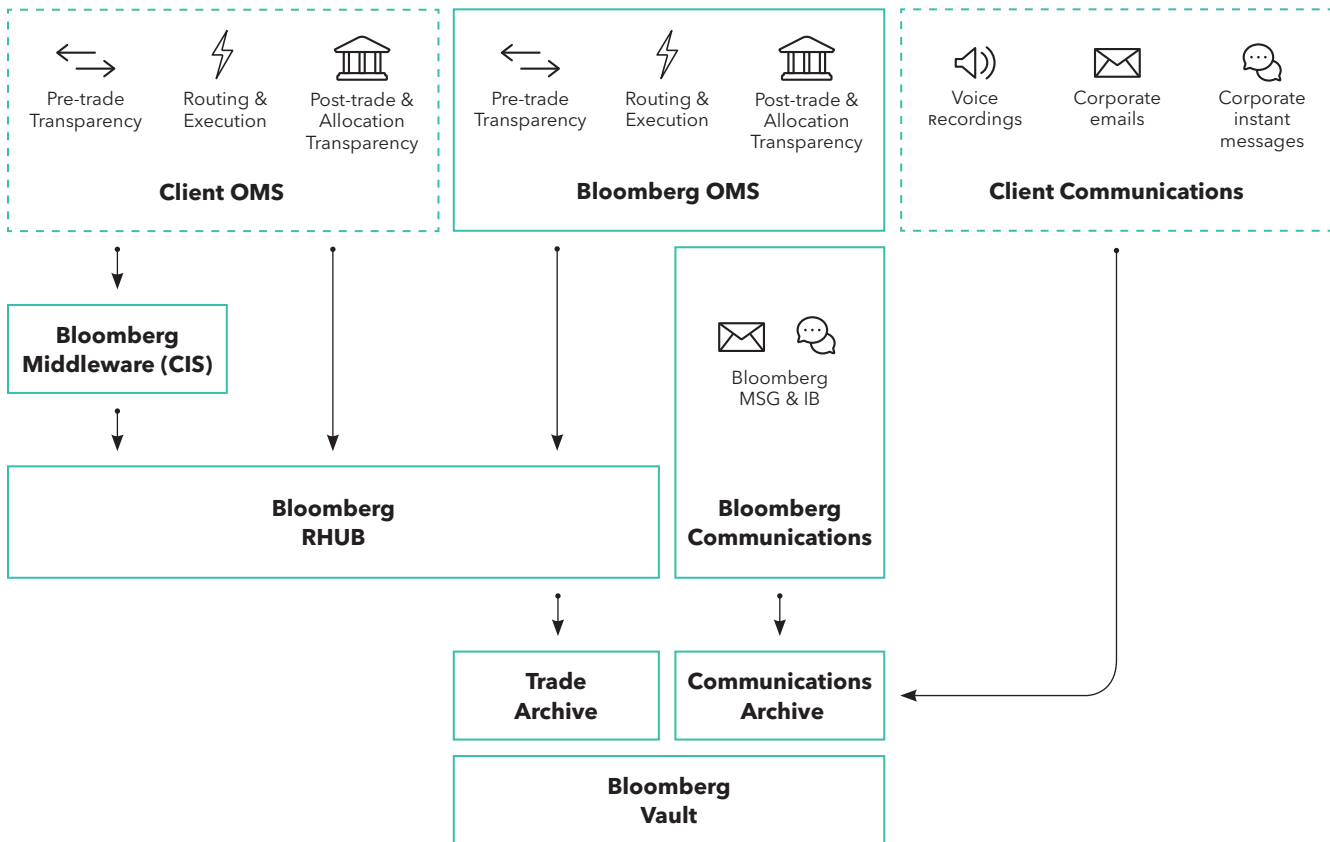 Pre-trade
Transparency
Routing &
Execution
Post-trade &
Allocation
Transparency
Client OMS
Pre-trade
Transparency
Routing &
Execution
Post-trade &
Allocation
Transparency
Bloomberg OMS
Voice
Recordings
Corporate
emails
Corporate
instant
messages
Client Communications
Bloomberg
Middleware (CIS)
Bloomberg
MSG & IB
Bloomberg
RHUB
Bloomberg
Communications
Trade
Archive
Communications
Archive
Bloomberg
Vault